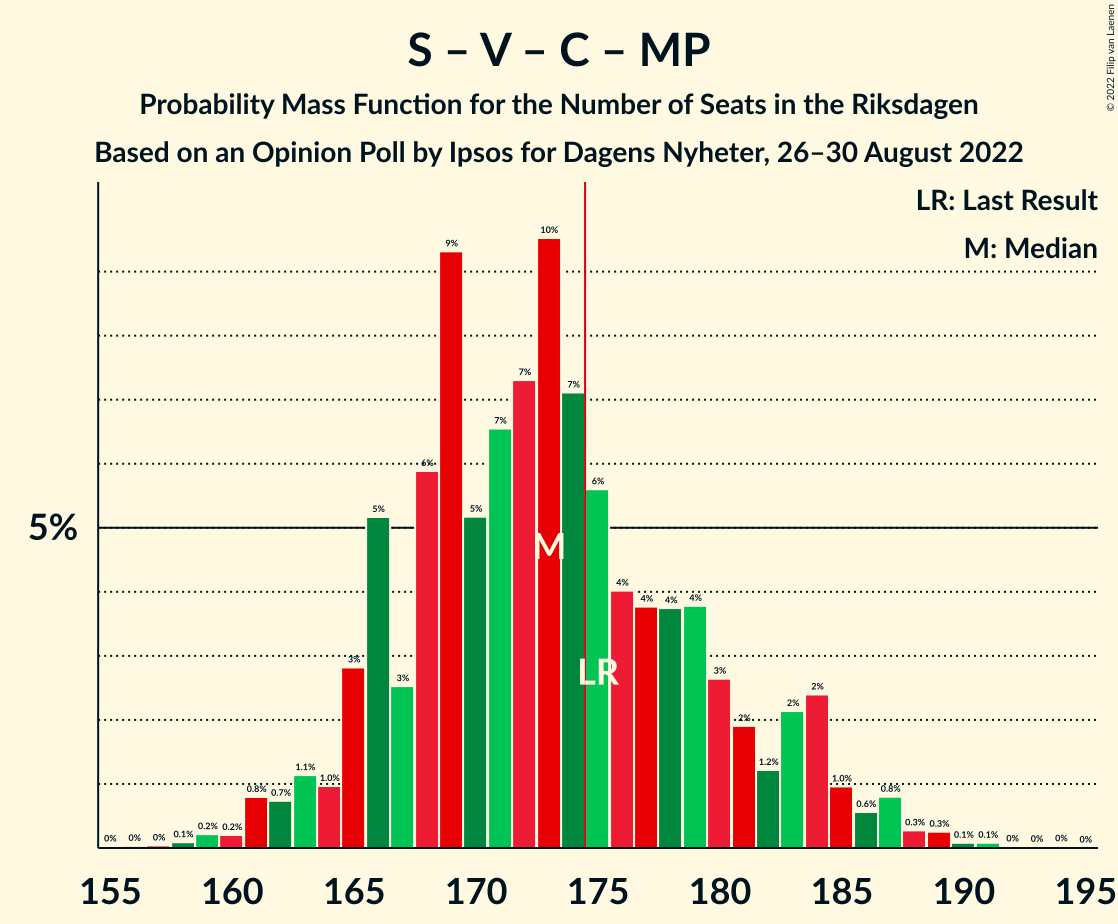 S – V – C – MP
Probability Mass Function for the Number of Seats in the Riksdagen
Based on an Opinion Poll by Ipsos for Dagens Nyheter, 26–30 August 2022
© 2022 Filip van Laenen
LR: Last Result
M: Median
5%
0% 0% 0% 0.1% 0.2% 0.2% 0.8% 0.7% 1.1% 1.0% 3% 5% 3% 6% 9% 5% 7% 7% 10% 7% 6% 4% 4% 4% 4% 3% 2% 1.2% 2% 2% 1.0% 0.6% 0.8% 0.3% 0.3% 0.1% 0.1% 0% 0% 0% 0%
M
LR
155 160 165 170 175 180 185 190 195